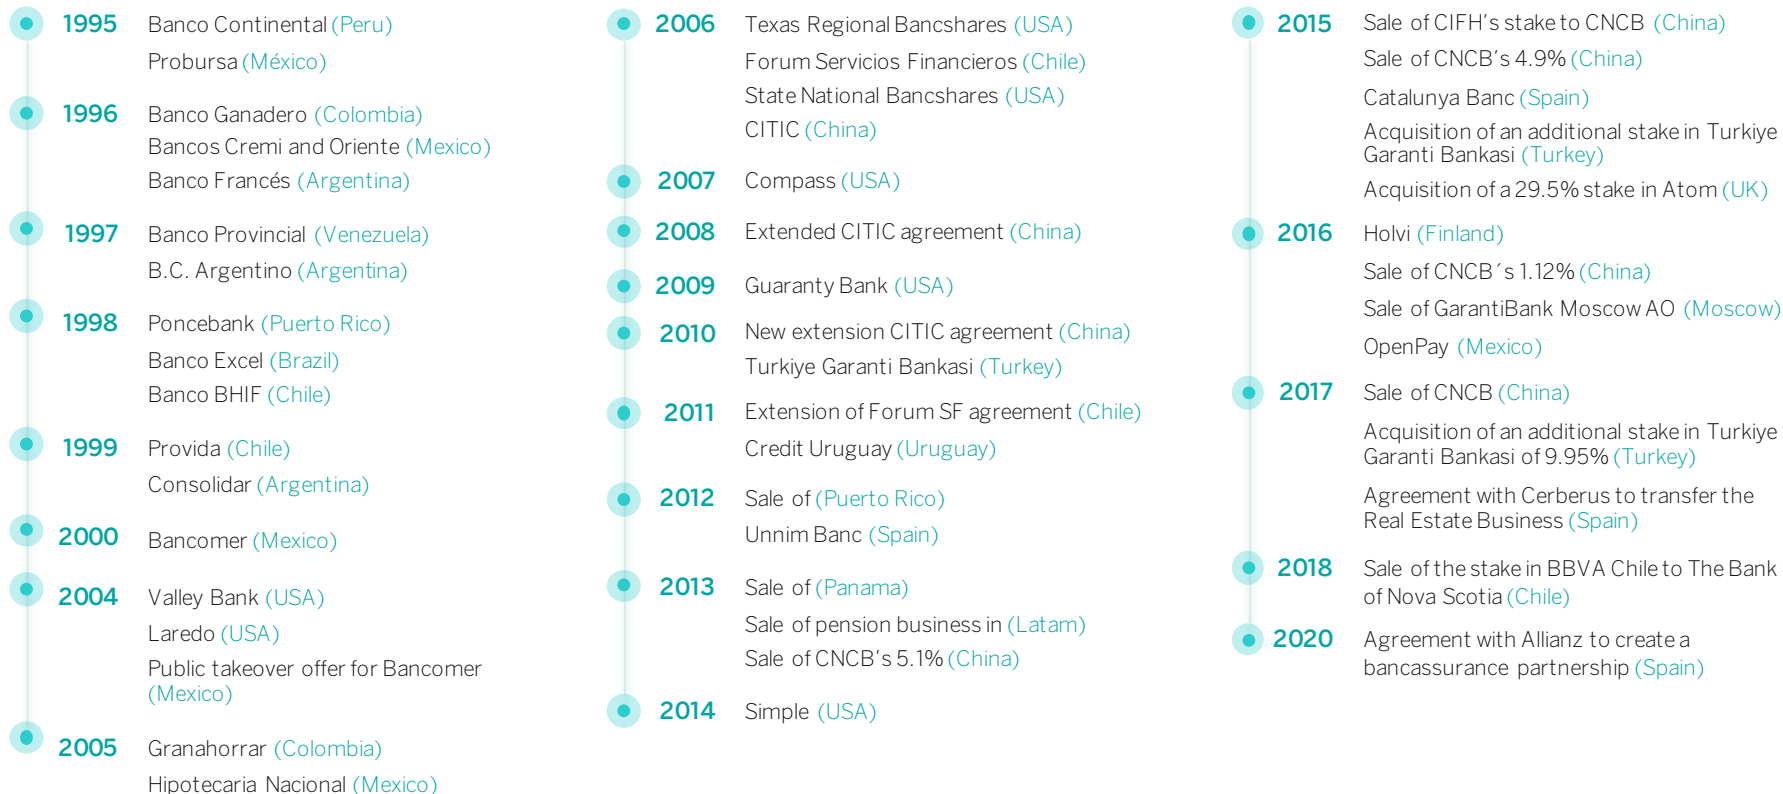 1995 Banco Continental (Peru)
Probursa (México)
1996 Banco Ganadero (Colombia)
Bancos Cremi and Oriente (Mexico)
Banco Francés (Argentina)
1997 Banco Provincial (Venezuela)
B.C. Argentino (Argentina)
1998 Poncebank (Puerto Rico)
Banco Excel (Brazil)
Banco BHIF (Chile)
1999 Provida (Chile)
Consolidar (Argentina)
2000 Bancomer (Mexico)
2004 Valley Bank (USA)
Laredo (USA)
Public takeover offer for Bancomer
(Mexico)
2005 Granahorrar (Colombia)
Hipotecaria Nacional (Mexico)
2006 Texas Regional Bancshares (USA)
Forum Servicios Financieros (Chile)
State National Bancshares (USA)
CITIC (China)
2007 Compass (USA)
2008 Extended CITIC agreement (China)
2009 Guaranty Bank (USA)
2010 New extension CITIC agreement (China)
Turkiye Garanti Bankasi (Turkey)
2011 Extension of Forum SF agreement (Chile)
Credit Uruguay (Uruguay)
2012 Sale of (Puerto Rico)
Unnim Banc (Spain)
2013 Sale of (Panama)
Sale of pension business in (Latam)
Sale of CNCB's 5.1% (China)
2014 Simple (USA)
2015 Sale of CIFH's stake to CNCB (China)
Sale of CNCB's 4.9% (China)
Catalunya Banc (Spain)
Acquisition of an additional stake in Turkiye
Garanti Bankasi (Turkey)
Acquisition of a 29.5% stake in Atom (UK)
2016 Holvi (Finland)
Sale of CNCB´s 1.12% (China)
Sale of GarantiBank Moscow AO (Moscow)
OpenPay (Mexico)
2017 Sale of CNCB (China)
Acquisition of an additional stake in Turkiye
Garanti Bankasi of 9.95% (Turkey)
Agreement with Cerberus to transfer the
Real Estate Business (Spain)
2018 Sale of the stake in BBVA Chile to The Bank
of Nova Scotia (Chile)
2020 Agreement with Allianz to create a
bancassurance partnership (Spain)